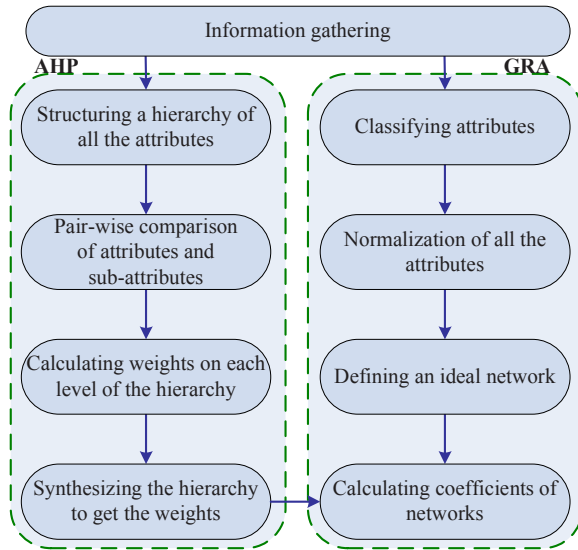 Information gathering
AHP
GRA
Structuring a hierarchy of
all the attributes
Classifying attributes
Pair-wise comparison
of attributes and
sub-attributes
Normalization of all the
attributes
Calculating weights on each
level of the hierarchy
Defining an ideal network
Synthesizing the hierarchy
to get the weights
Calculating coefficients of
networks